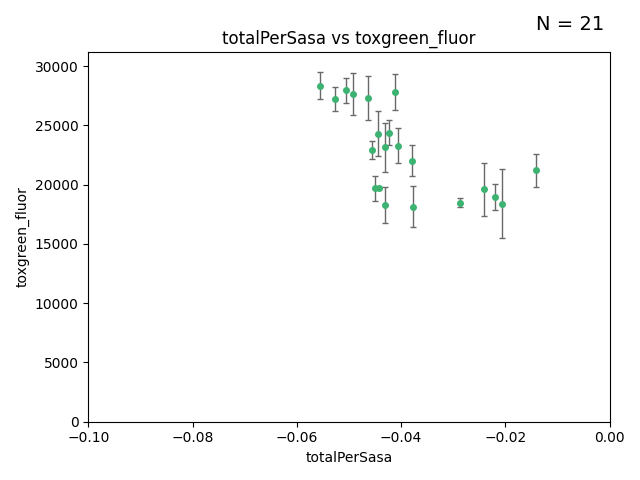 N = 21
totalPerSasa vs toxgreen_fluor
30000
25000
20000
15000
10000
5000
0
toxgreen_fluor
−0.10 −0.08 −0.06 −0.04 −0.02 0.00
totalPerSasa